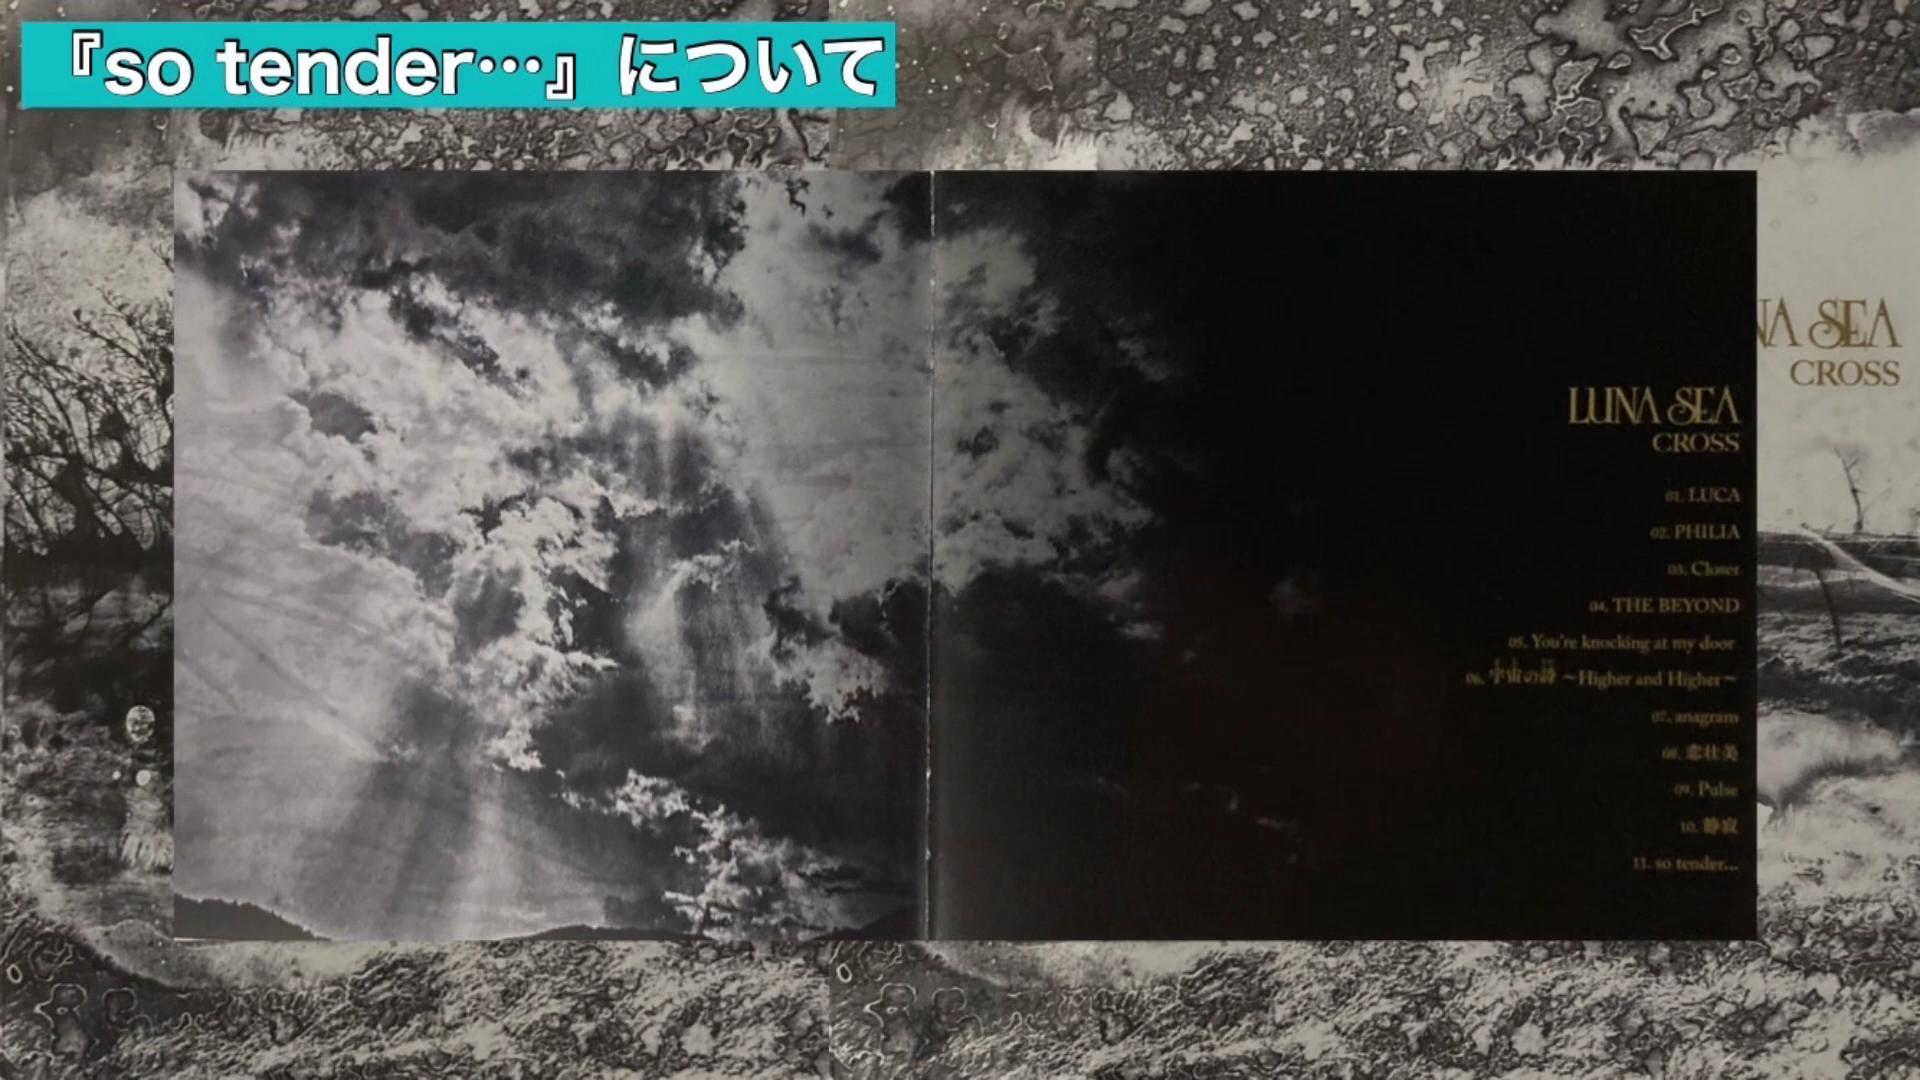 『so tender…』について
LUNA SEA
CROSS
01. LUCA
02. PHILIA
03. Closer
04. THE BEYOND
05. You're knocking at my door
06. 宇宙の詩 ~Higher and Higher~
07. anagram
08. 悲壮美
09. Pulse
10. 静寂
11. so tender...
NA SEA
CROSS